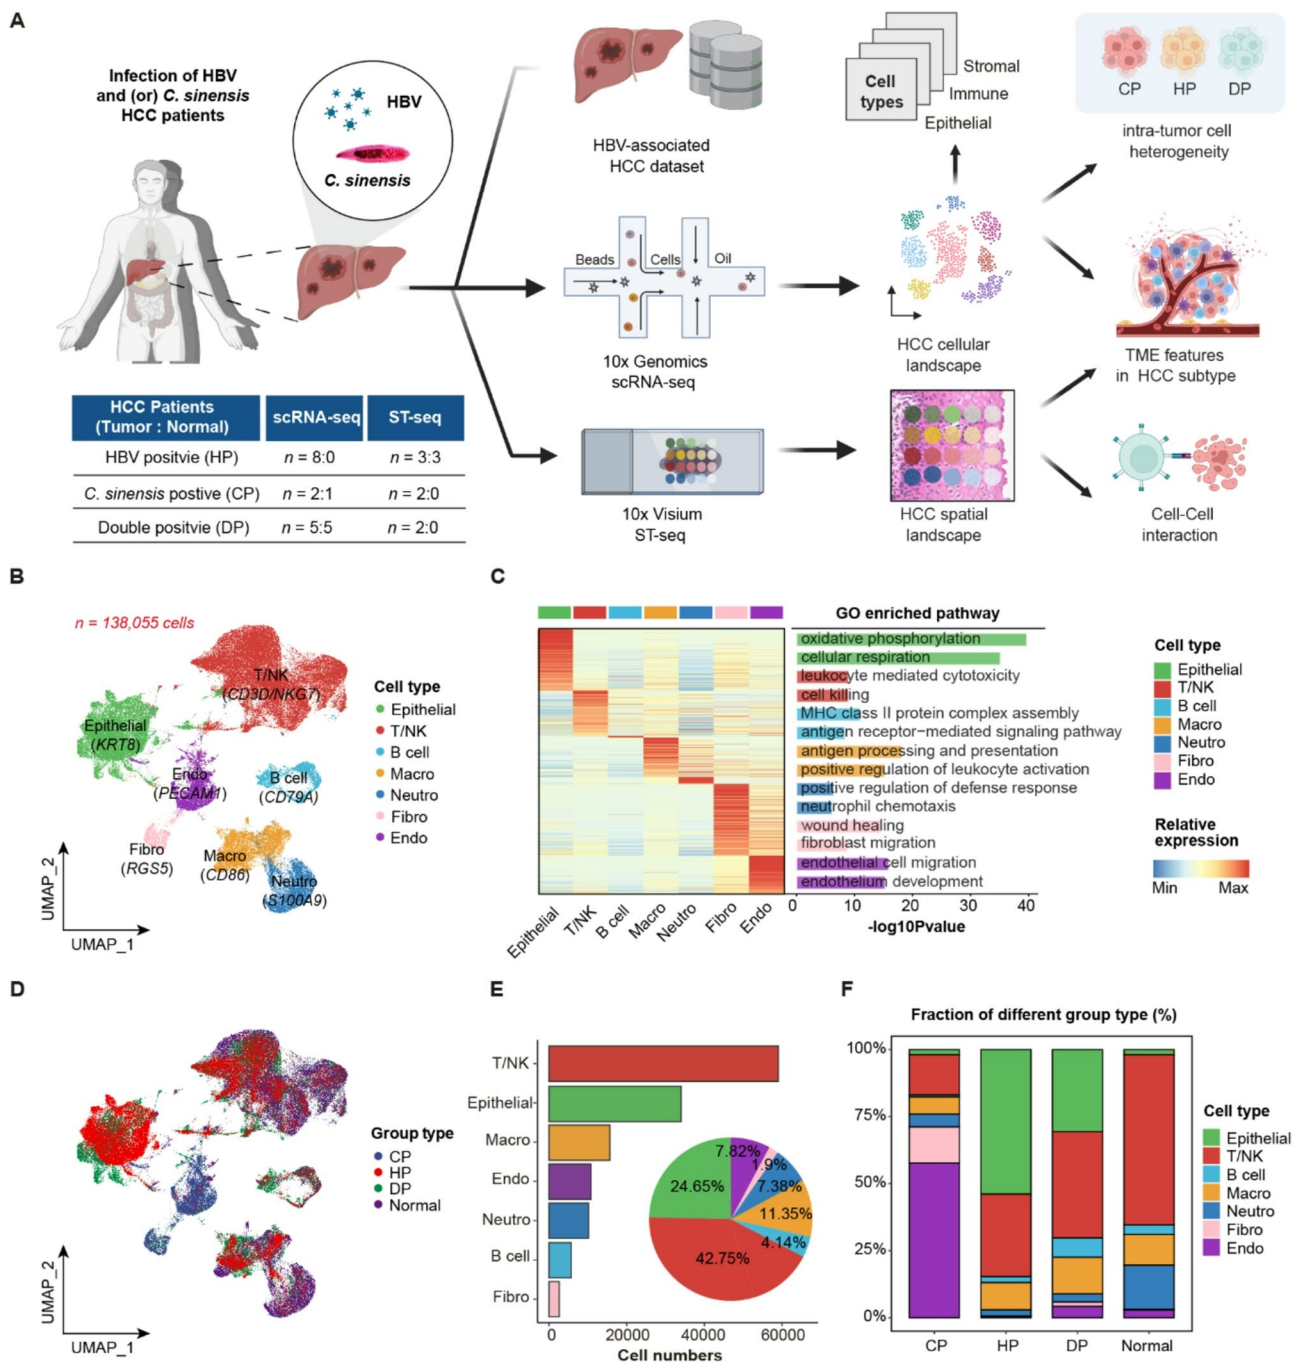 A
Infection of HBV
and (or) C. sinensis
HCC patients
HBV
C. sinensis
HBV-associated
HCC dataset
Cell
types
Stromal
Immune
Epithelial
CP HP DP
intra-tumor cell
heterogeneity
Beads
Cells
Oil
10x Genomics
scRNA-seq
HCC cellular
landscape
TME features
in HCC subtype
10x Visium
ST-seq
HCC spatial
landscape
Cell-Cell
interaction
HCC Patients
(Tumor : Normal)
scRNA-seq
ST-seq
HBV positvie (HP) n = 8:0 n = 3:3
C. sinensis postive (CP) n = 2:1 n = 2:0
Double positvie (DP) n = 5:5 n = 2:0
B
n = 138,055 cells
T/NK
(CD3D/NKG7)
Epithelial
(KRT8)
Endo
(PECAM1)
B cell
(CD79A)
Fibro
(RGS5)
Macro
(CD86)
Neutro
(S100A9)
UMAP_2
UMAP_1
Cell type
Epithelial
T/NK
B cell
Macro
Neutro
Fibro
Endo
C
GO enriched pathway
oxidative phosphorylation
cellular respiration
leukocyte mediated cytotoxicity
cell killing
MHC class II protein complex assembly
antigen receptor−mediated signaling pathway
antigen processing and presentation
positive regulation of leukocyte activation
positive regulation of defense response
neutrophil chemotaxis
wound healing
fibroblast migration
endothelial cell migration
endothelium development
0 10 20 30 40
-log10Pvalue
Epithelial
T/NK
B cell
Macro
Neutro
Fibro
Endo
Cell type
Epithelial
T/NK
B cell
Macro
Neutro
Fibro
Endo
Relative
expression
Min Max
D
UMAP_2
UMAP_1
Group type
CP
HP
DP
Normal
E
T/NK
Epithelial
Macro
Endo
Neutro
B cell
Fibro
0 20000 40000 60000
Cell numbers
7.82%
1.9%
7.38%
11.35%
4.14%
42.75%
24.65%
F
Fraction of different group type (%)
100%
75%
50%
25%
0%
CP HP DP Normal
Cell type
Epithelial
T/NK
B cell
Macro
Neutro
Fibro
Endo